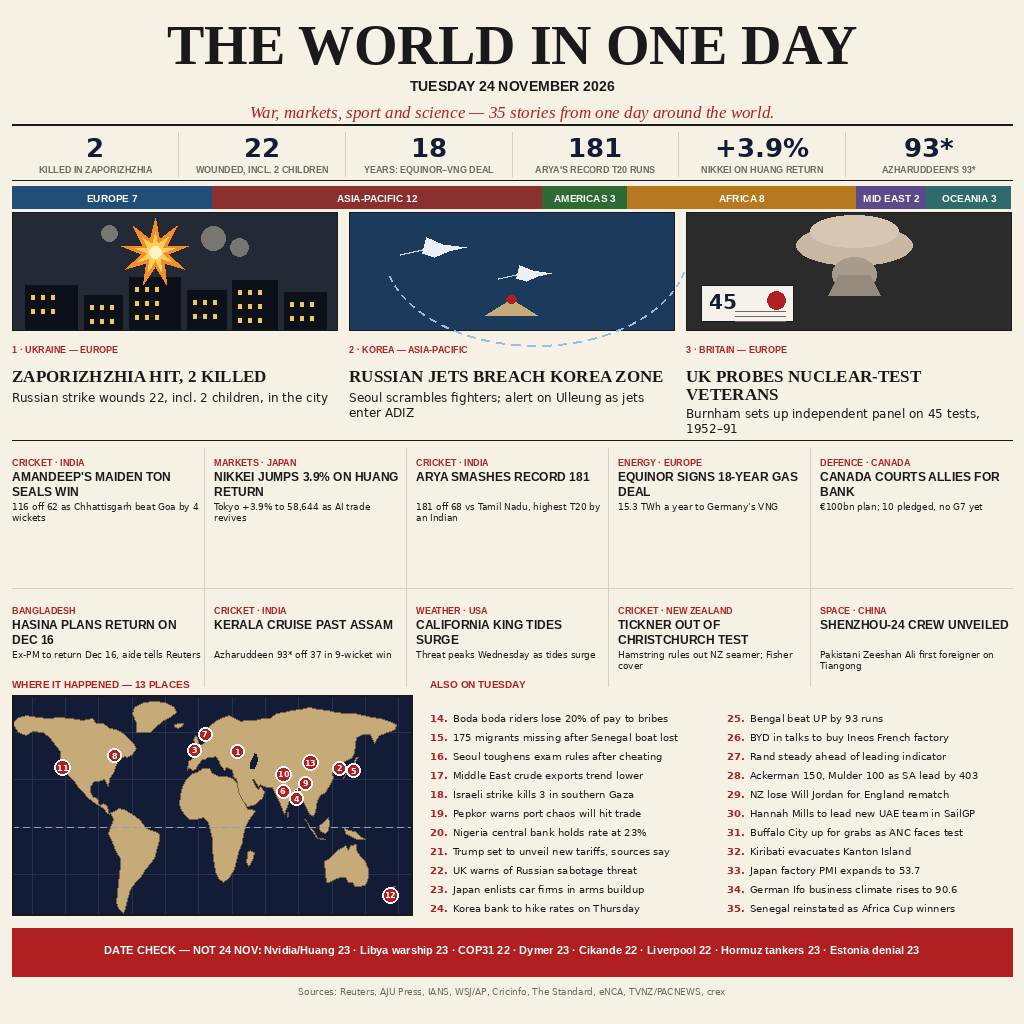 THE WORLD IN ONE DAY
TUESDAY 24 NOVEMBER 2026
War, markets, sport and science — 35 stories from one day around the world.
2
KILLED IN ZAPORIZHZHIA
22
WOUNDED, INCL. 2 CHILDREN
18
YEARS: EQUINOR–VNG DEAL
181
ARYA'S RECORD T20 RUNS
+3.9%
NIKKEI ON HUANG RETURN
93*
AZHARUDDEEN'S 93*
EUROPE 7
ASIA-PACIFIC 12
AMERICAS 3
AFRICA 8
MID EAST 2
OCEANIA 3
45
1 · UKRAINE — EUROPE
ZAPORIZHZHIA HIT, 2 KILLED
Russian strike wounds 22, incl. 2 children, in the city
2 · KOREA — ASIA-PACIFIC
RUSSIAN JETS BREACH KOREA ZONE
Seoul scrambles fighters; alert on Ulleung as jets
enter ADIZ
3 · BRITAIN — EUROPE
UK PROBES NUCLEAR-TEST
VETERANS
Burnham sets up independent panel on 45 tests,
1952–91
CRICKET · INDIA
AMANDEEP'S MAIDEN TON
SEALS WIN
116 off 62 as Chhattisgarh beat Goa by 4
wickets
MARKETS · JAPAN
NIKKEI JUMPS 3.9% ON HUANG
RETURN
Tokyo +3.9% to 58,644 as AI trade
revives
CRICKET · INDIA
ARYA SMASHES RECORD 181
181 off 68 vs Tamil Nadu, highest T20 by
an Indian
ENERGY · EUROPE
EQUINOR SIGNS 18-YEAR GAS
DEAL
15.3 TWh a year to Germany's VNG
DEFENCE · CANADA
CANADA COURTS ALLIES FOR
BANK
€100bn plan; 10 pledged, no G7 yet
BANGLADESH
HASINA PLANS RETURN ON
DEC 16
Ex-PM to return Dec 16, aide tells Reuters
CRICKET · INDIA
KERALA CRUISE PAST ASSAM
Azharuddeen 93* off 37 in 9-wicket win
WEATHER · USA
CALIFORNIA KING TIDES
SURGE
Threat peaks Wednesday as tides surge
CRICKET · NEW ZEALAND
TICKNER OUT OF
CHRISTCHURCH TEST
Hamstring rules out NZ seamer; Fisher
cover
SPACE · CHINA
SHENZHOU-24 CREW UNVEILED
Pakistani Zeeshan Ali first foreigner on
Tiangong
WHERE IT HAPPENED — 13 PLACES
7
3
1
8
11
13
10
2
5
9
6
4
12
ALSO ON TUESDAY
14. Boda boda riders lose 20% of pay to bribes
15. 175 migrants missing after Senegal boat lost
16. Seoul toughens exam rules after cheating
17. Middle East crude exports trend lower
18. Israeli strike kills 3 in southern Gaza
19. Pepkor warns port chaos will hit trade
20. Nigeria central bank holds rate at 23%
21. Trump set to unveil new tariffs, sources say
22. UK warns of Russian sabotage threat
23. Japan enlists car firms in arms buildup
24. Korea bank to hike rates on Thursday
25. Bengal beat UP by 93 runs
26. BYD in talks to buy Ineos French factory
27. Rand steady ahead of leading indicator
28. Ackerman 150, Mulder 100 as SA lead by 403
29. NZ lose Will Jordan for England rematch
30. Hannah Mills to lead new UAE team in SailGP
31. Buffalo City up for grabs as ANC faces test
32. Kiribati evacuates Kanton Island
33. Japan factory PMI expands to 53.7
34. German Ifo business climate rises to 90.6
35. Senegal reinstated as Africa Cup winners
DATE CHECK — NOT 24 NOV: Nvidia/Huang 23 · Libya warship 23 · COP31 22 · Dymer 23 · Cikande 22 · Liverpool 22 · Hormuz tankers 23 · Estonia denial 23
Sources: Reuters, AJU Press, IANS, WSJ/AP, Cricinfo, The Standard, eNCA, TVNZ/PACNEWS, crex